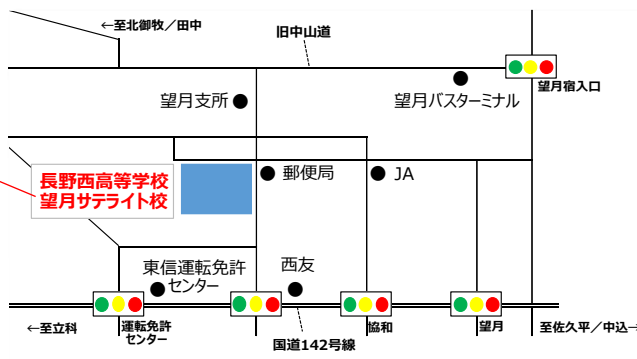 ←至北御牧／田中
旧中山道
望月宿入口
望月支所
望月バスターミナル
長野西高等学校
望月サテライト校
郵便局
JA
東信運転免許
センター
西友
←至立科
運転免許
センター
国道142号線
協和
望月
至佐久平／中込→